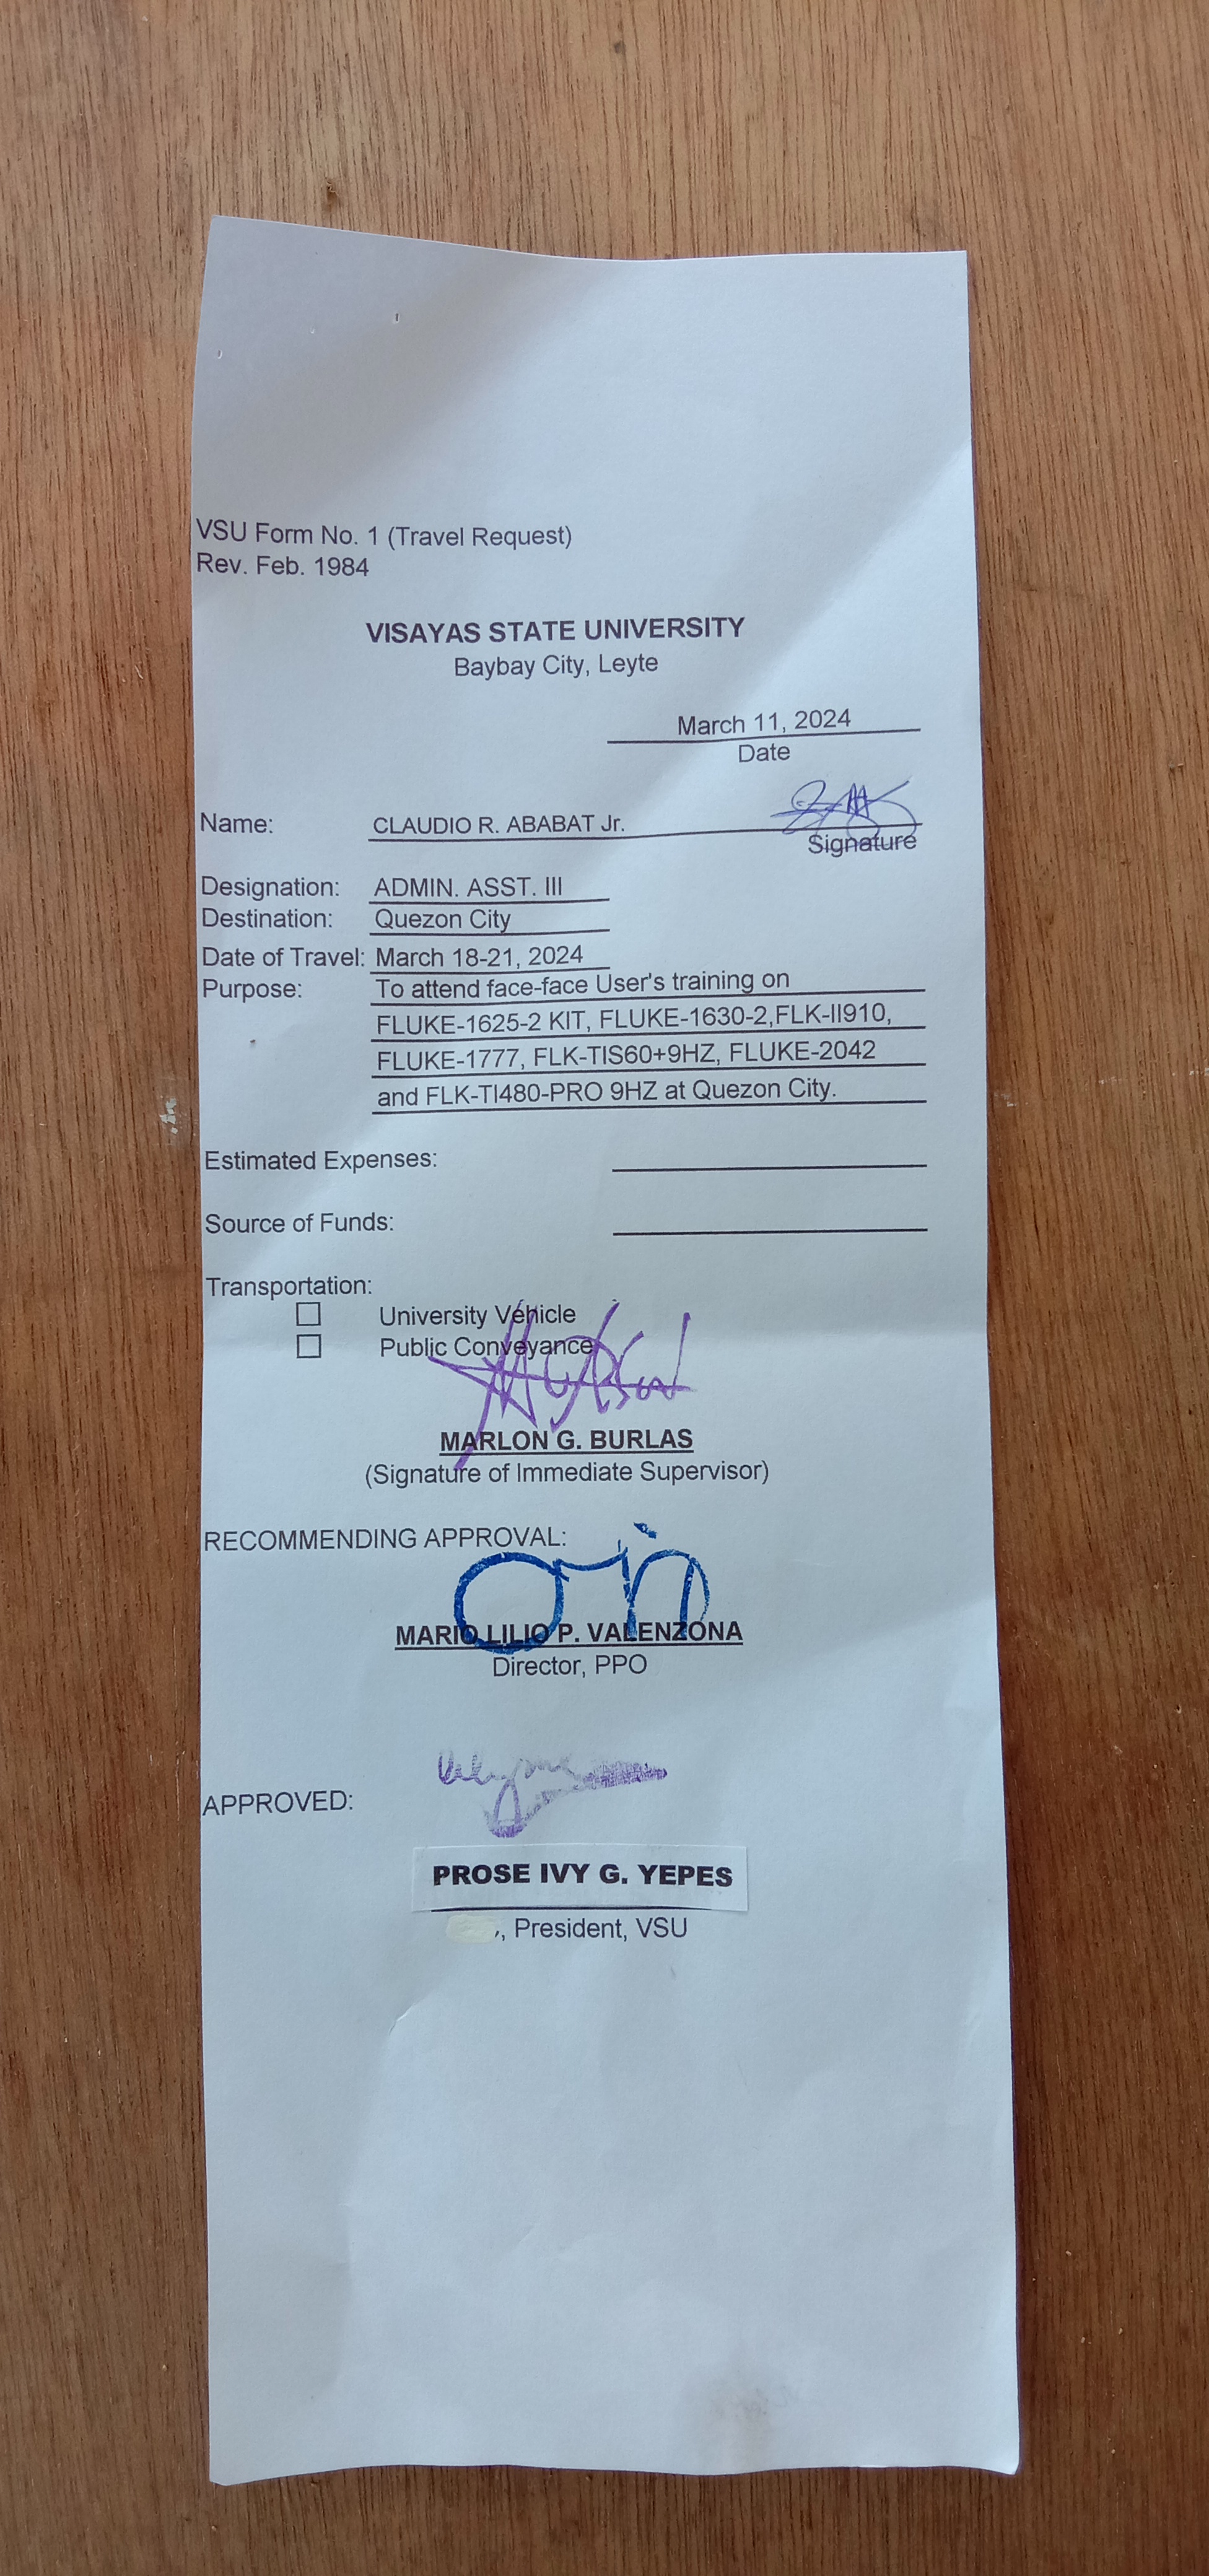 VSU Form No. 1 (Travel Request)
Rev. Feb. 1984
VISAYAS STATE UNIVERSITY
Baybay City, Leyte
March 11, 2024
Date
Name: CLAUDIO R. ABABAT Jr.
Signature
Designation: ADMIN. ASST. III
Destination: Quezon City
Date of Travel: March 18-21, 2024
Purpose: To attend face-face User's training on
FLUKE-1625-2 KIT, FLUKE-1630-2,FLK-II910,
FLUKE-1777, FLK-TIS60+9HZ, FLUKE-2042
and FLK-TI480-PRO 9HZ at Quezon City.
Estimated Expenses:
Source of Funds:
Transportation:
University Vehicle
Public Conveyance
MARLON G. BURLAS
(Signature of Immediate Supervisor)
RECOMMENDING APPROVAL:
MARIO LILIO P. VALENZONA
Director, PPO
APPROVED:
PROSE IVY G. YEPES
, President, VSU